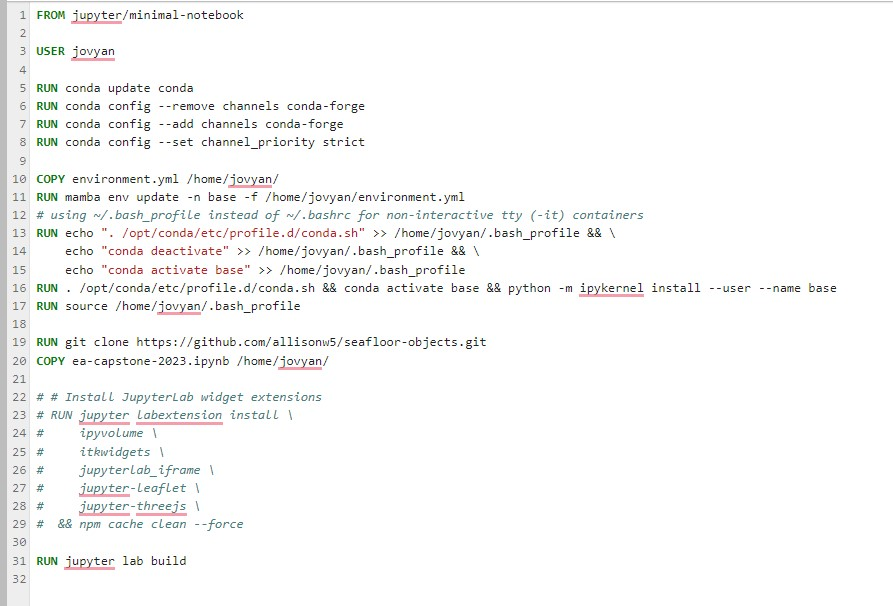 1 FROM jupyter/minimal-notebook
2
3 USER jovyan
4
5 RUN conda update conda
6 RUN conda config --remove channels conda-forge
7 RUN conda config --add channels conda-forge
8 RUN conda config --set channel_priority strict
9
10 COPY environment.yml /home/jovyan/
11 RUN mamba env update -n base -f /home/jovyan/environment.yml
12 # using ~/.bash_profile instead of ~/.bashrc for non-interactive tty (-it) containers
13 RUN echo ". /opt/conda/etc/profile.d/conda.sh" >> /home/jovyan/.bash_profile && \
14     echo "conda deactivate" >> /home/jovyan/.bash_profile && \
15     echo "conda activate base" >> /home/jovyan/.bash_profile
16 RUN . /opt/conda/etc/profile.d/conda.sh && conda activate base && python -m ipykernel install --user --name base
17 RUN source /home/jovyan/.bash_profile
18
19 RUN git clone https://github.com/allisonw5/seafloor-objects.git
20 COPY ea-capstone-2023.ipynb /home/jovyan/
21
22 # # Install JupyterLab widget extensions
23 # RUN jupyter labextension install \
24 #     ipyvolume \
25 #     itkwidgets \
26 #     jupyterlab_iframe \
27 #     jupyter-leaflet \
28 #     jupyter-threejs \
29 #  && npm cache clean --force
30
31 RUN jupyter lab build
32